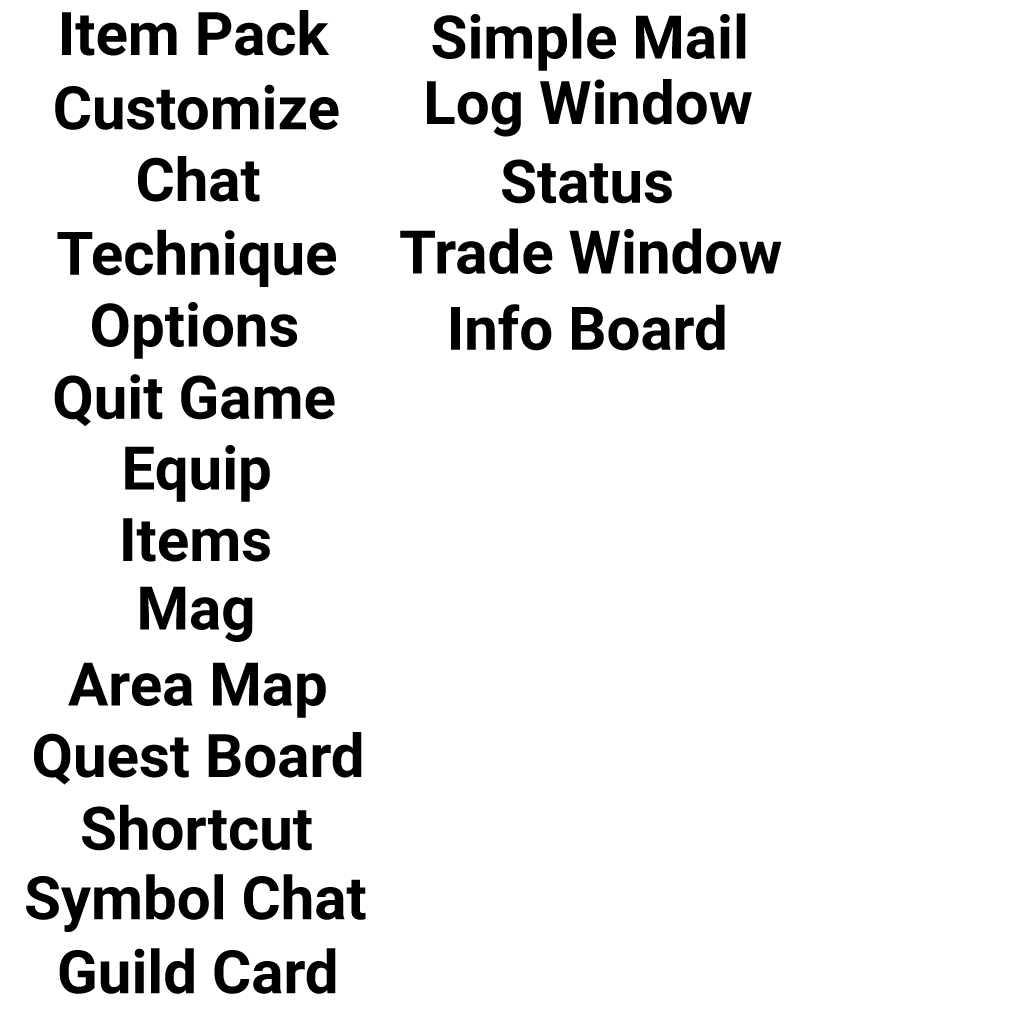 Item Pack
Customize
Chat
Technique
Options
Quit Game
Equip
Items
Mag
Area Map
Quest Board
Shortcut
Symbol Chat
Guild Card
Simple Mail
Log Window
Status
Trade Window
Info Board